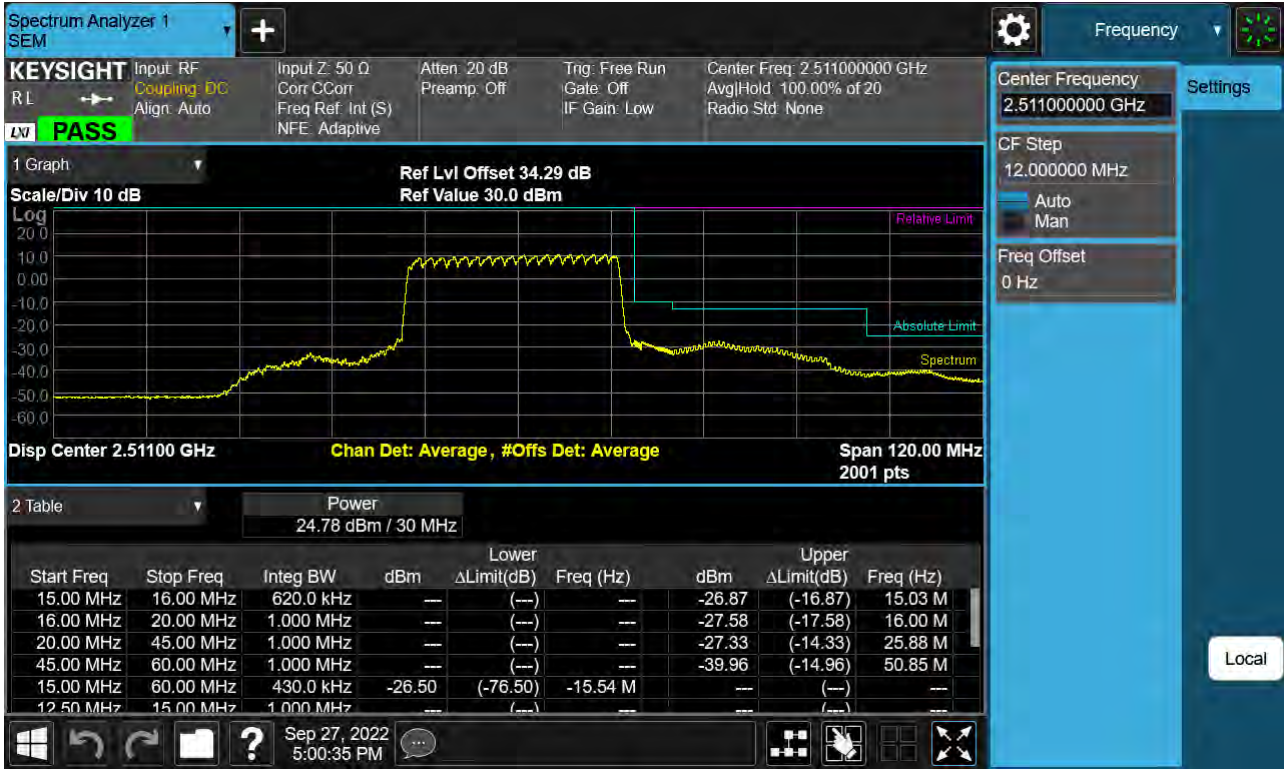 Spectrum Analyzer 1
SEM
Frequency
KEYSIGHT
R L
LXI PASS
Input: RF
Coupling: DC
Align: Auto
Input Z: 50 Ω
Corr CCorr
Freq Ref: Int (S)
NFE: Adaptive
Atten: 20 dB
Preamp: Off
Trig: Free Run
Gate: Off
IF Gain: Low
Center Freq: 2.511000000 GHz
Avg|Hold: 100.00% of 20
Radio Std: None
Center Frequency
2.511000000 GHz
Settings
CF Step
12.000000 MHz
Auto
Man
Freq Offset
0 Hz
1 Graph
Scale/Div 10 dB
Ref Lvl Offset 34.29 dB
Ref Value 30.0 dBm
Log
20.0
10.0
0.00
-10.0
-20.0
-30.0
-40.0
-50.0
-60.0
Relative Limit
Absolute Limit
Spectrum
Disp Center 2.51100 GHz
Chan Det: Average, #Offs Det: Average
Span 120.00 MHz
2001 pts
2 Table
Power
24.78 dBm / 30 MHz
Lower Upper
Start Freq Stop Freq Integ BW dBm ΔLimit(dB) Freq (Hz) dBm ΔLimit(dB) Freq (Hz)
15.00 MHz 16.00 MHz 620.0 kHz --- (---) --- -26.87 (-16.87) 15.03 M
16.00 MHz 20.00 MHz 1.000 MHz --- (---) --- -27.58 (-17.58) 16.00 M
20.00 MHz 45.00 MHz 1.000 MHz --- (---) --- -27.33 (-14.33) 25.88 M
45.00 MHz 60.00 MHz 1.000 MHz --- (---) --- -39.96 (-14.96) 50.85 M
15.00 MHz 60.00 MHz 430.0 kHz -26.50 (-76.50) -15.54 M --- (---) ---
12.50 MHz 15.00 MHz 1.000 MHz --- (---) --- --- (---) ---
Local
?
Sep 27, 2022
5:00:35 PM